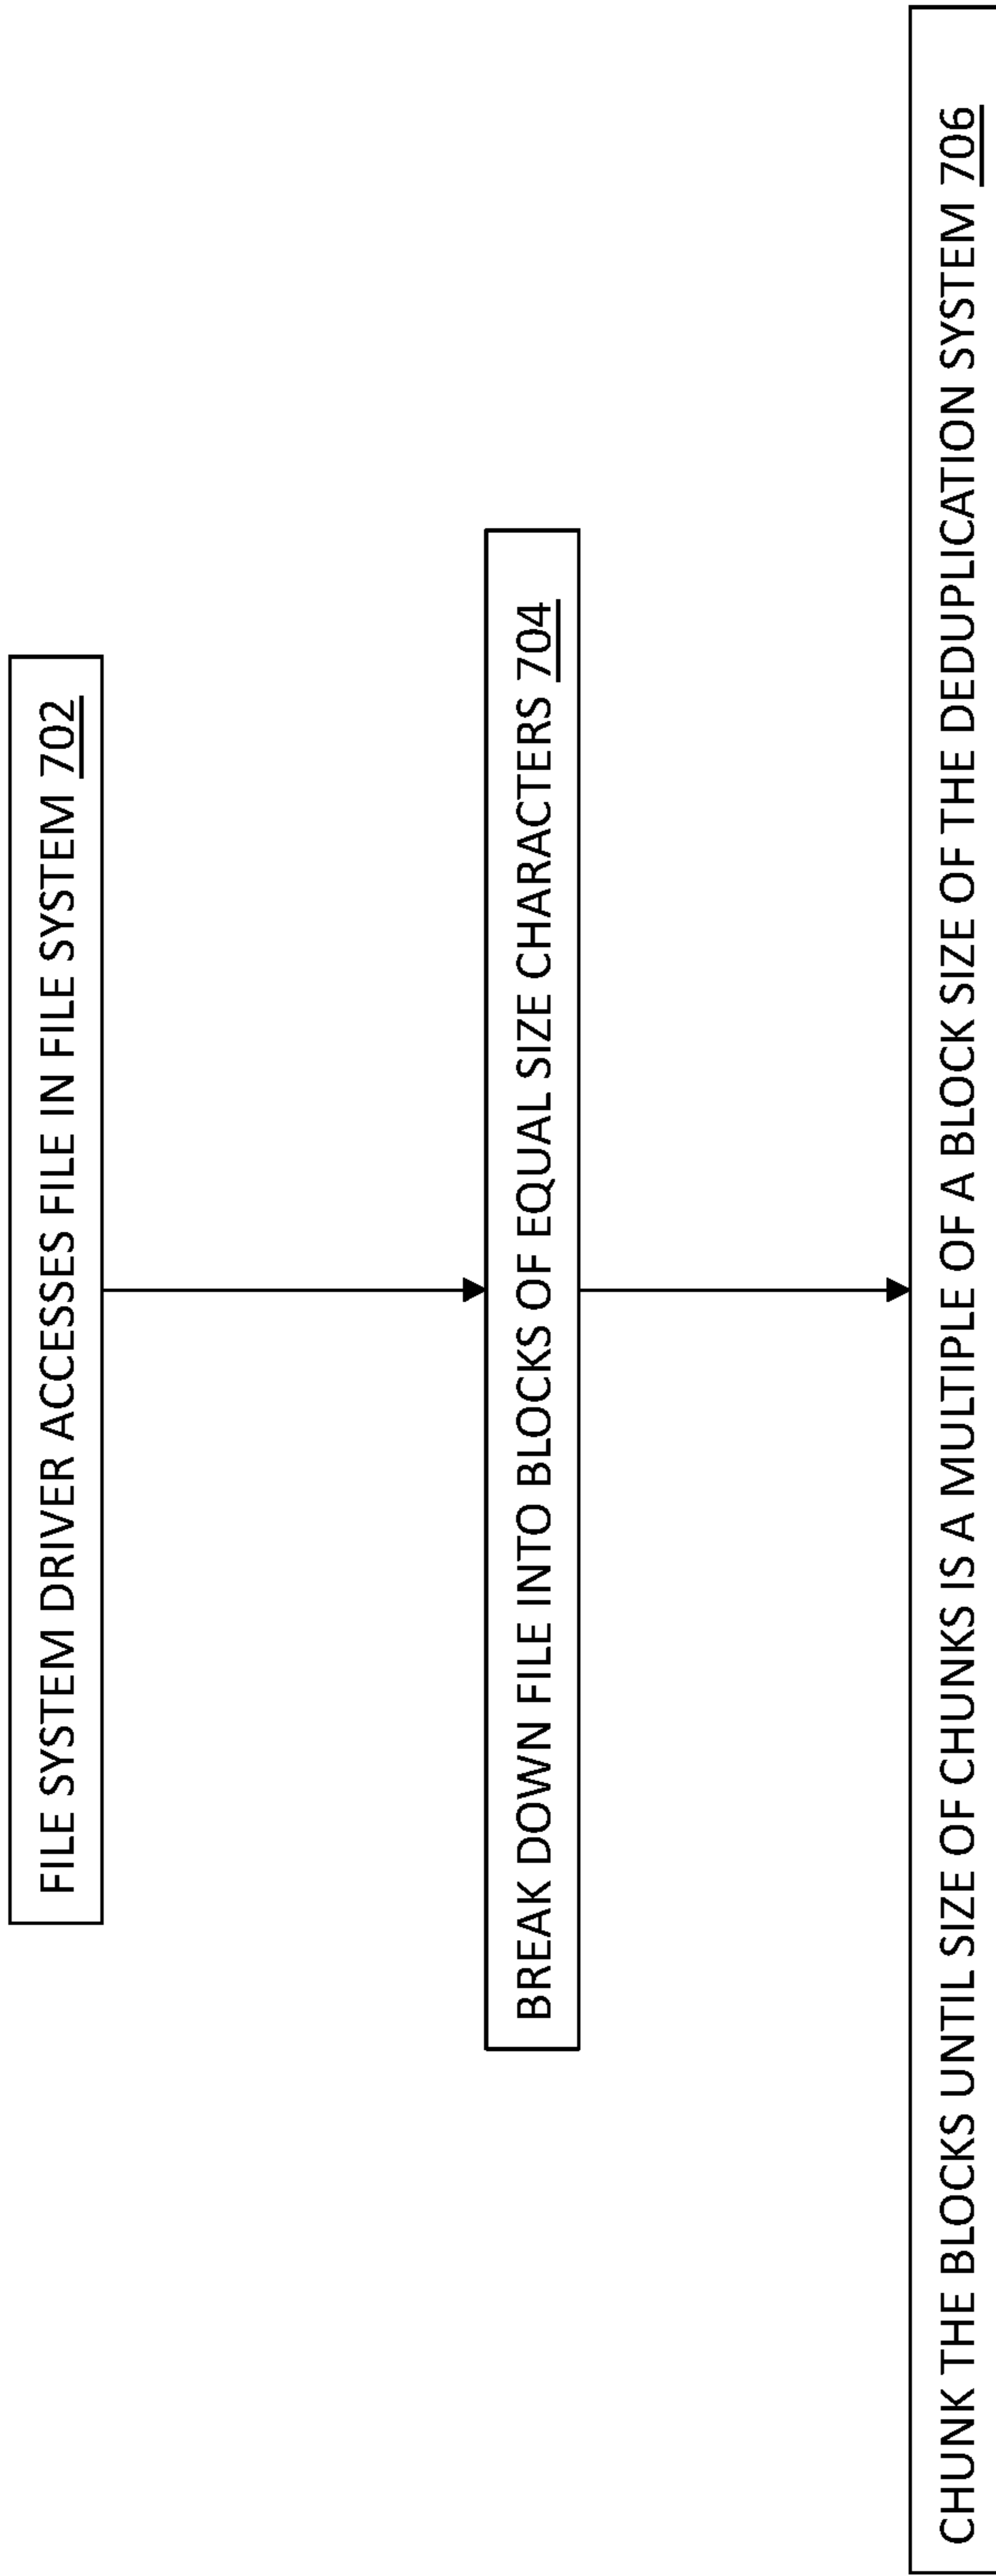 FILE SYSTEM DRIVER ACCESSES FILE IN FILE SYSTEM 702
BREAK DOWN FILE INTO BLOCKS OF EQUAL SIZE CHARACTERS 704
CHUNK THE BLOCKS UNTIL SIZE OF CHUNKS IS A MULTIPLE OF A BLOCK SIZE OF THE DEDUPLICATION SYSTEM 706